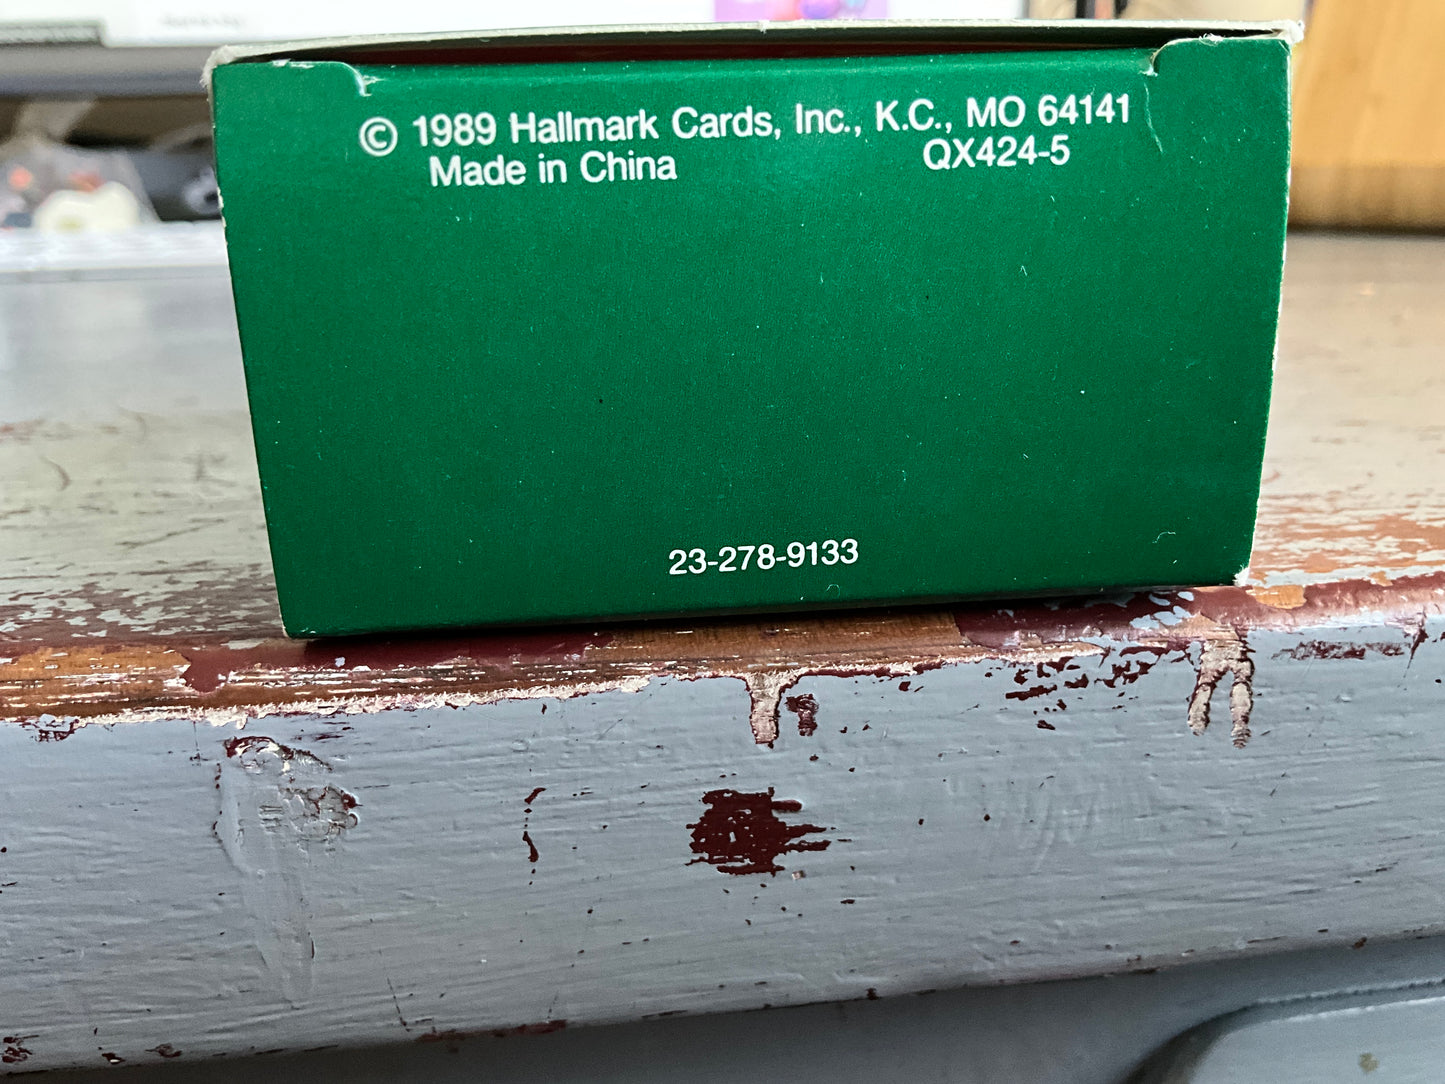 © 1989 Hallmark Cards, Inc., K.C., MO 64141
Made in China QX424-5
23-278-9133